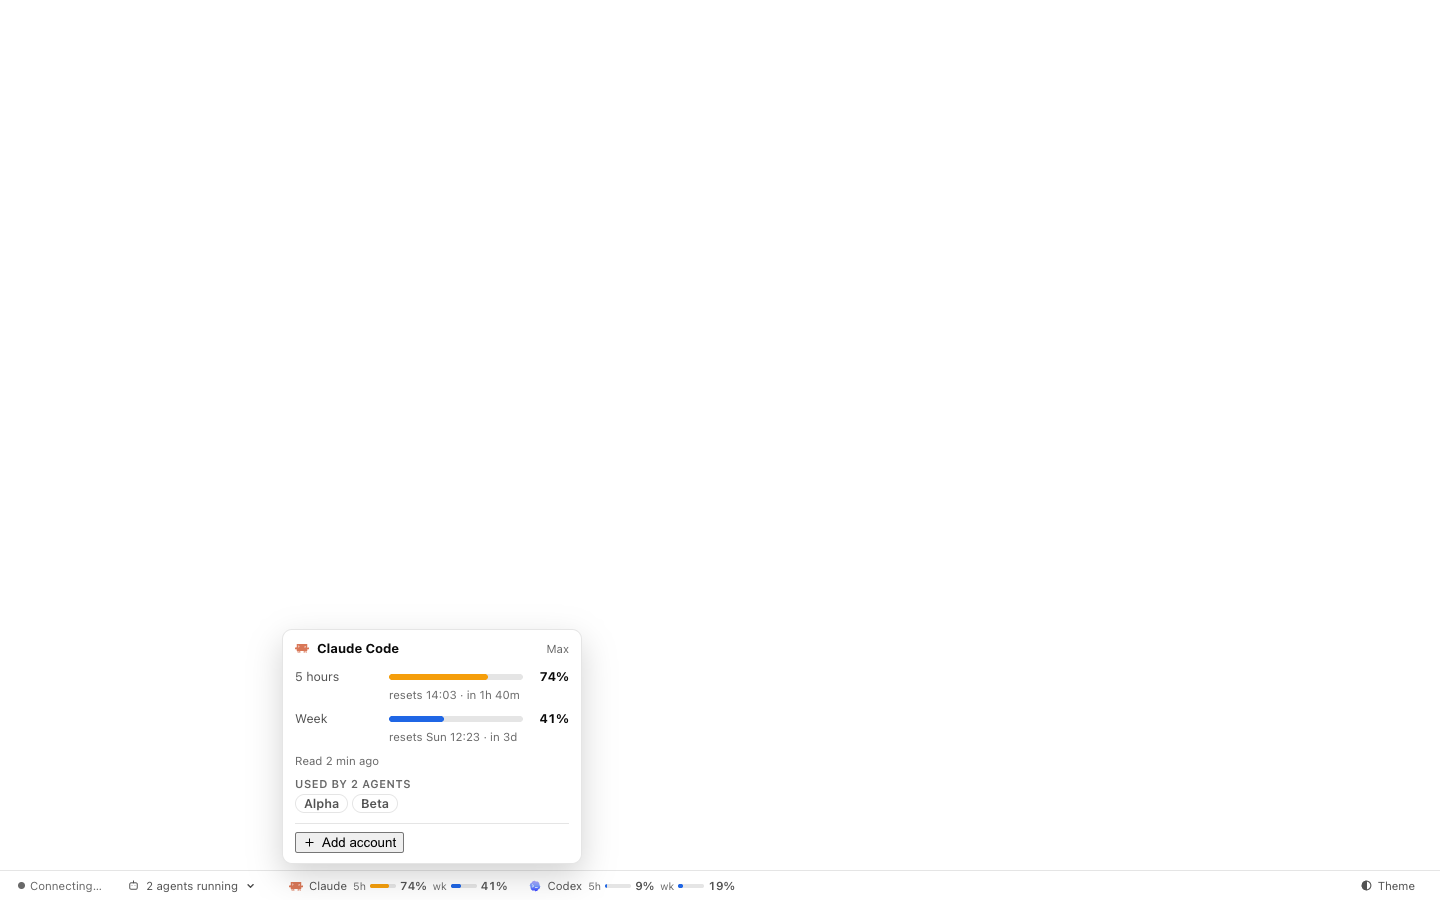 Claude Code Max
5 hours 74%
resets 14:03 · in 1h 40m
Week 41%
resets Sun 12:23 · in 3d
Read 2 min ago
USED BY 2 AGENTS
Alpha Beta
+ Add account
Connecting... 2 agents running Claude 5h 74% wk 41% Codex 5h 9% wk 19% Theme